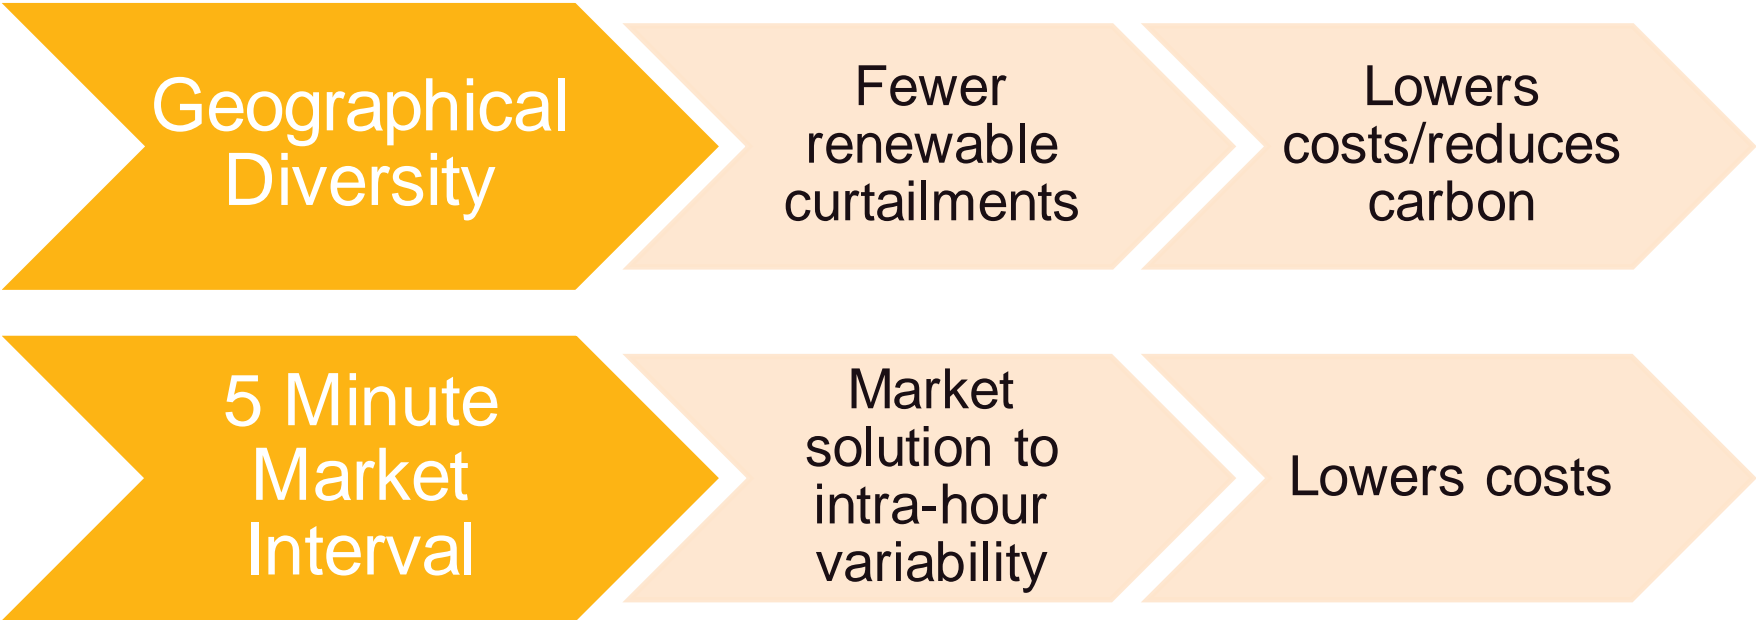 Geographical
Diversity
Fewer
renewable
curtailments
Lowers
costs/reduces
carbon
5 Minute
Market
Interval
Market
solution to
intra-hour
variability
Lowers costs